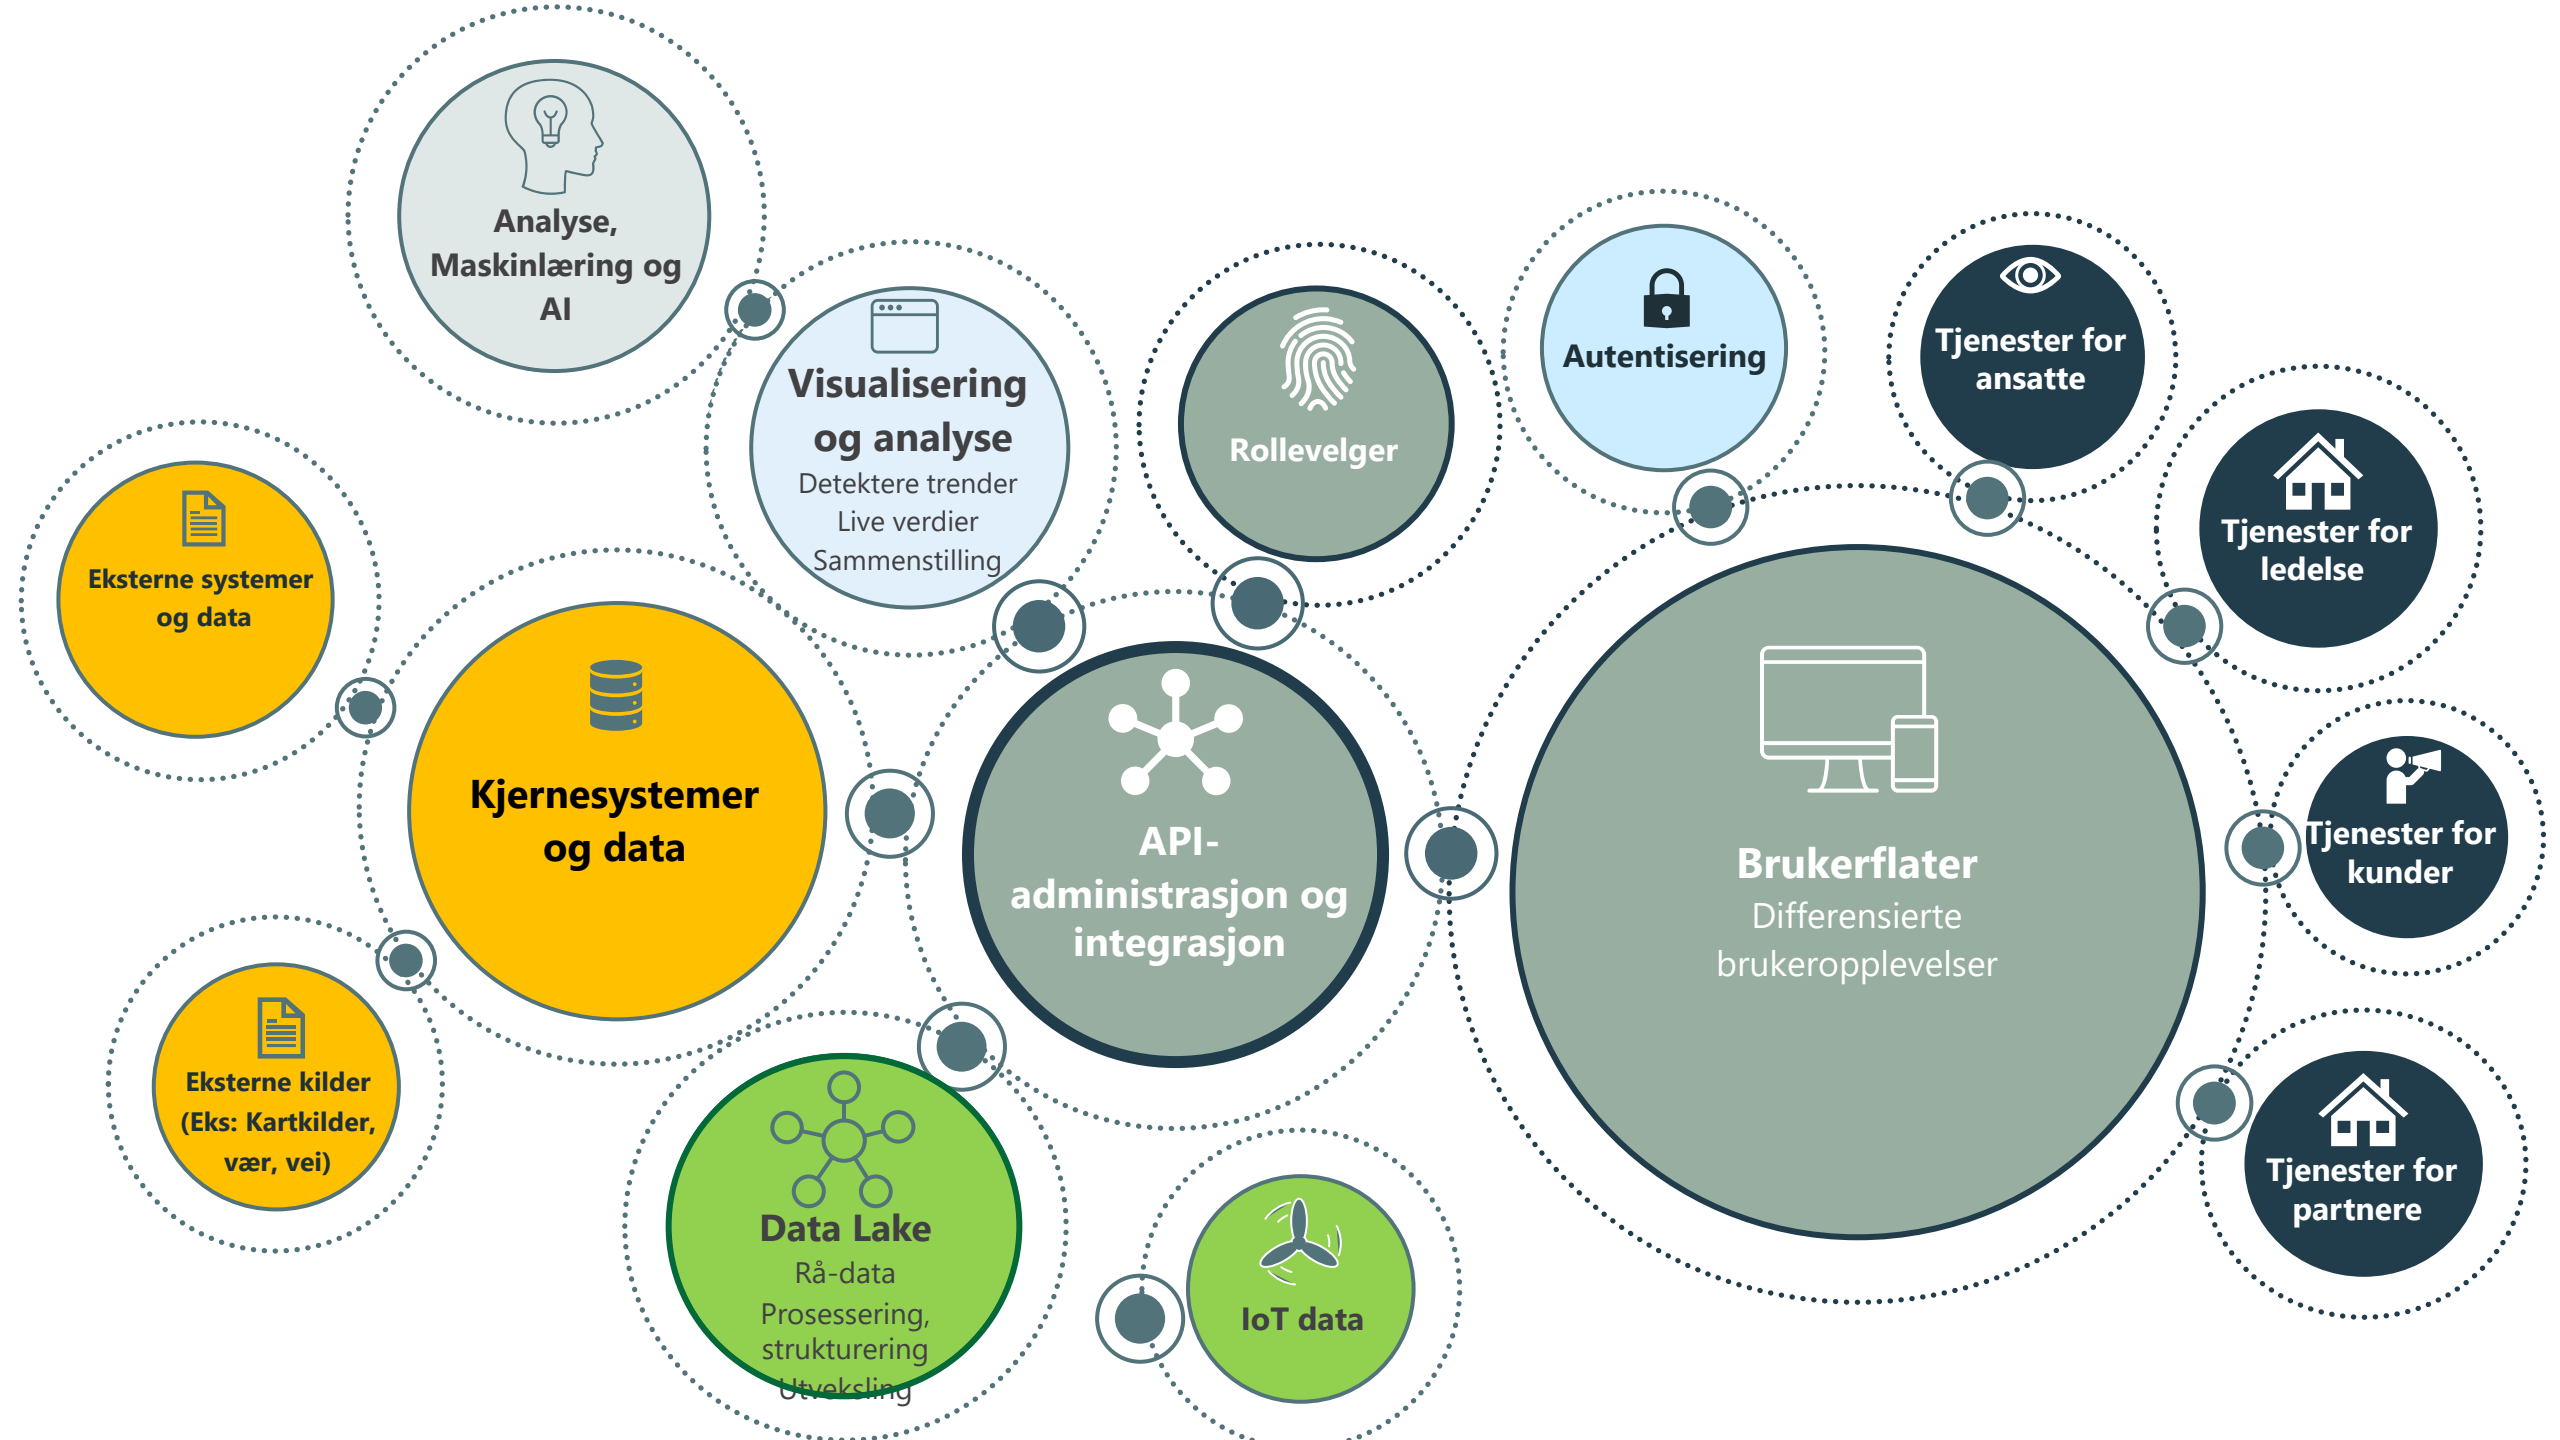 Analyse,
Maskinlæring og
AI
Visualisering
og analyse
Detektere trender
Live verdier
Sammenstilling
Rollevelger
Autentisering
Tjenester for
ansatte
Tjenester for
ledelse
Eksterne systemer
og data
Kjernesystemer
og data
API-
administrasjon og
integrasjon
Brukerflater
Differensierte
brukeropplevelser
Tjenester for
kunder
Eksterne kilder
(Eks: Kartkilder,
vær, vei)
Data Lake
Rå-data
Prosessering,
strukturering
Utveksling
IoT data
Tjenester for
partnere